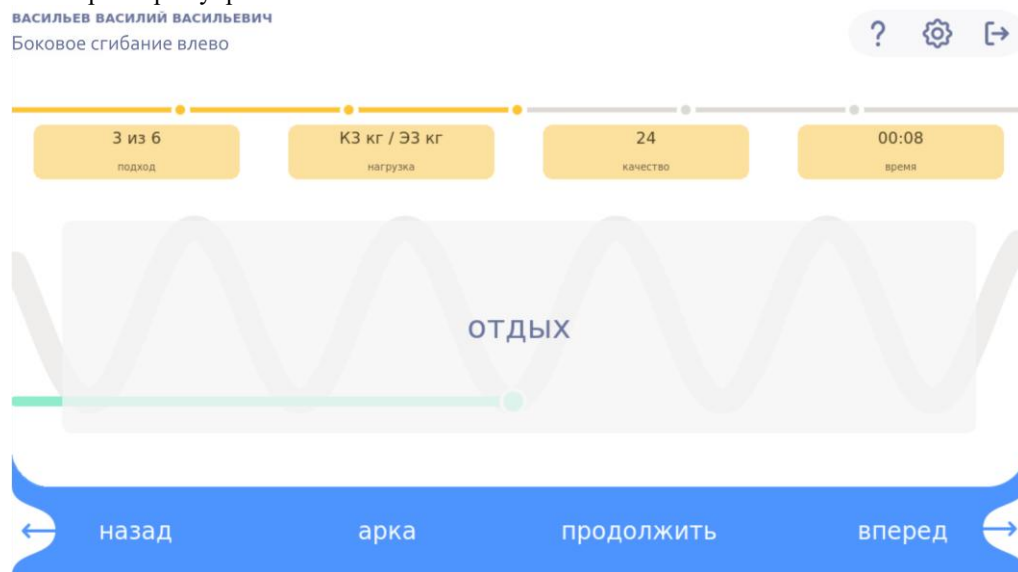 ВАСИЛЬЕВ ВАСИЛИЙ ВАСИЛЬЕВИЧ
Боковое сгибание влево
?
3 из 6
подход
К3 кг / Э3 кг
нагрузка
24
качество
00:08
время
отдых
назад
арка
продолжить
вперед